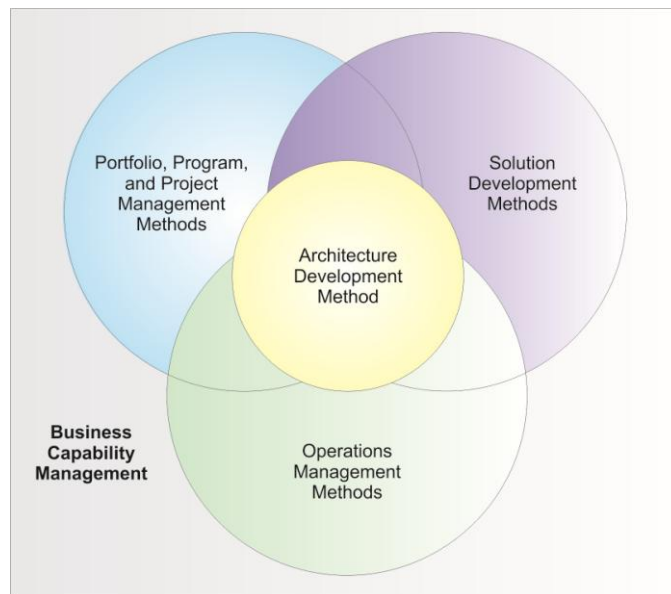 Portfolio, Program,
and Project
Management
Methods
Solution
Development
Methods
Architecture
Development
Method
Business
Capability
Management
Operations
Management
Methods